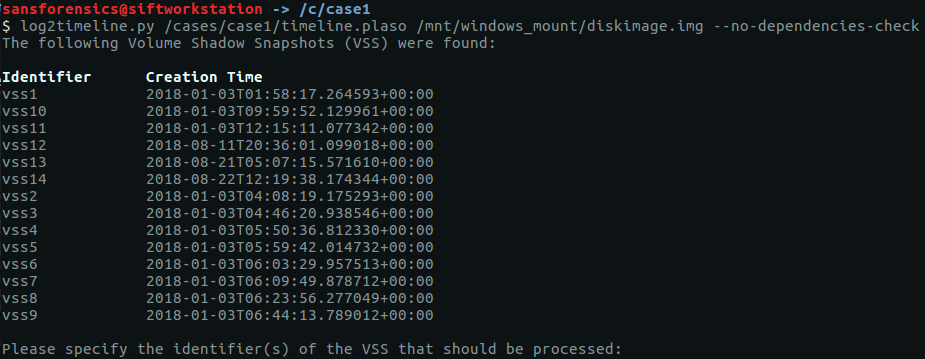 sansforensics@siftworkstation -> /c/case1
$ log2timeline.py /cases/case1/timeline.plaso /mnt/windows_mount/diskimage.img --no-dependencies-check
The following Volume Shadow Snapshots (VSS) were found:
Identifier Creation Time
vss1 2018-01-03T01:58:17.264593+00:00
vss10 2018-01-03T09:59:52.129961+00:00
vss11 2018-01-03T12:15:11.077342+00:00
vss12 2018-08-11T20:36:01.099018+00:00
vss13 2018-08-21T05:07:15.571610+00:00
vss14 2018-08-22T12:19:38.174344+00:00
vss2 2018-01-03T04:08:19.175293+00:00
vss3 2018-01-03T04:46:20.938546+00:00
vss4 2018-01-03T05:50:36.812330+00:00
vss5 2018-01-03T05:59:42.014732+00:00
vss6 2018-01-03T06:03:29.957513+00:00
vss7 2018-01-03T06:09:49.878712+00:00
vss8 2018-01-03T06:23:56.277049+00:00
vss9 2018-01-03T06:44:13.789012+00:00
Please specify the identifier(s) of the VSS that should be processed: